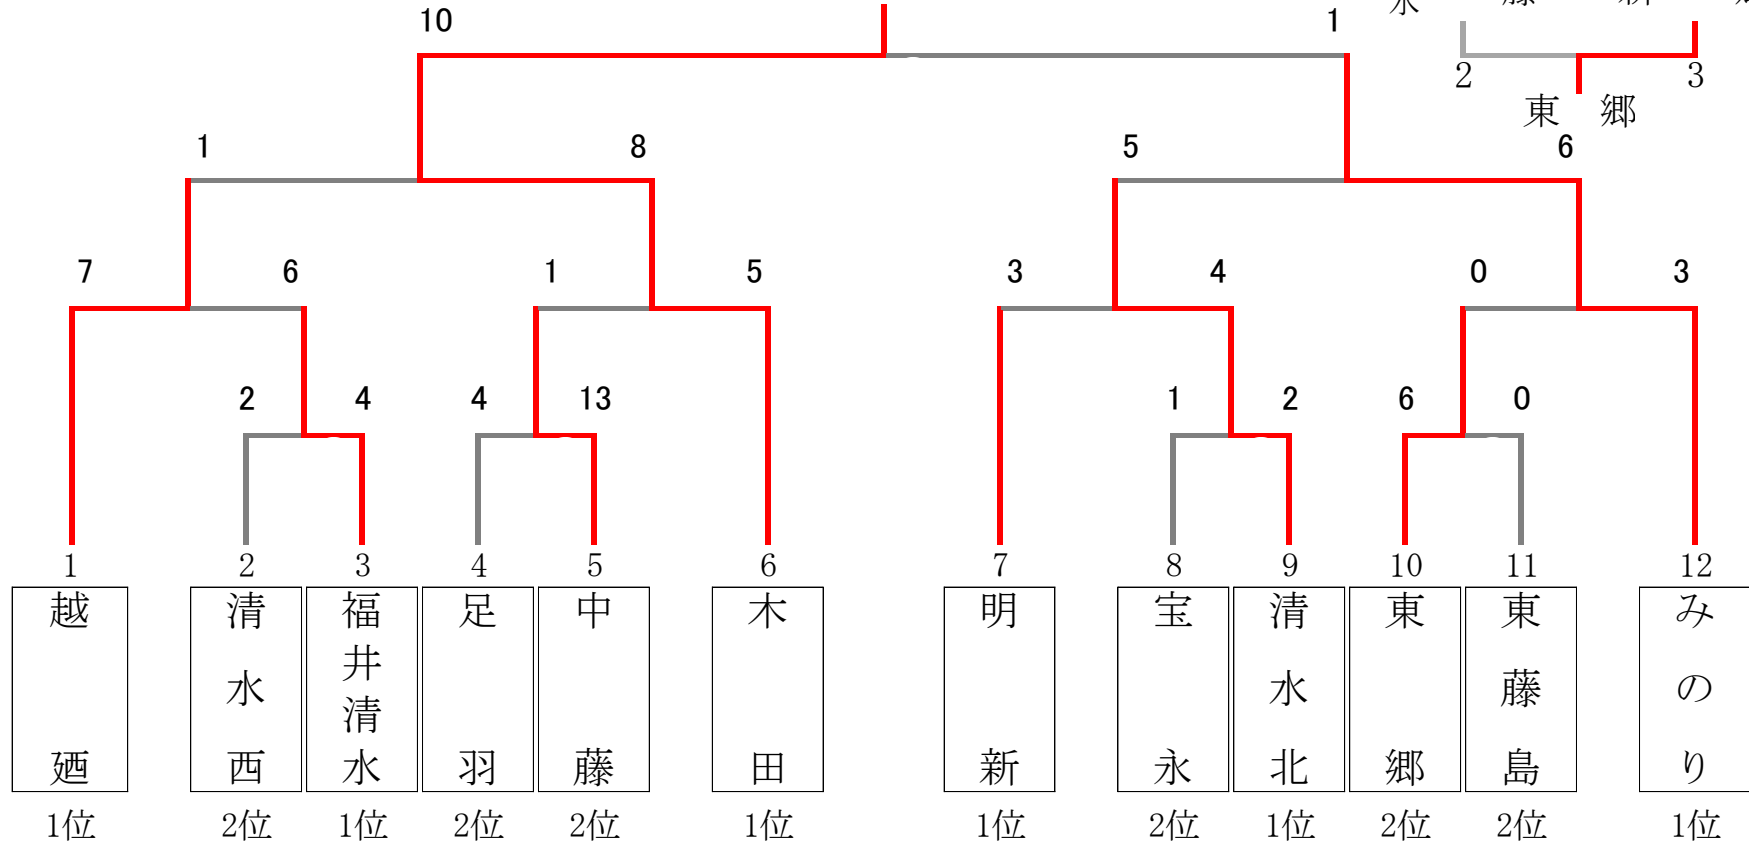 10 1
2 3
東郷
1 8 5 6
7 6 1 5 3 4 0 3
2 4 4 13 1 2 6 0
1 2 3 4 5 6 7 8 9 10 11 12
越廼
清水西
福井清水
足羽
中藤
木田
明新
宝永
清水北
東郷
東藤島
みのり
1位 2位 1位 2位 2位 1位 1位 2位 1位 2位 2位 1位